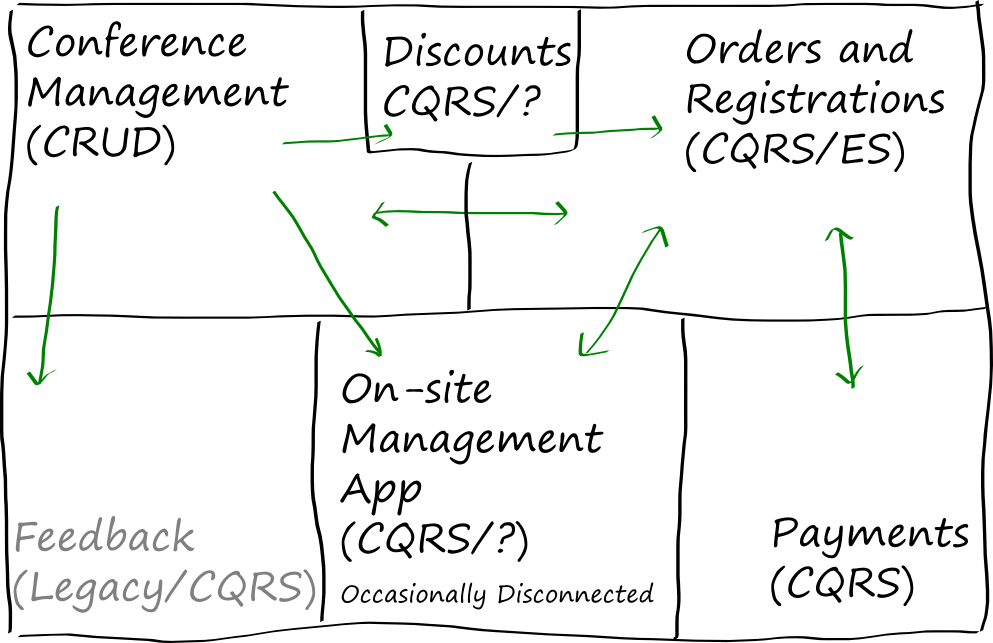 Conference
Management
(CRUD)
Discounts
CQRS/?
Orders and
Registrations
(CQRS/ES)
Feedback
(Legacy/CQRS)
On-site
Management
App
(CQRS/?)
Occasionally Disconnected
Payments
(CQRS)